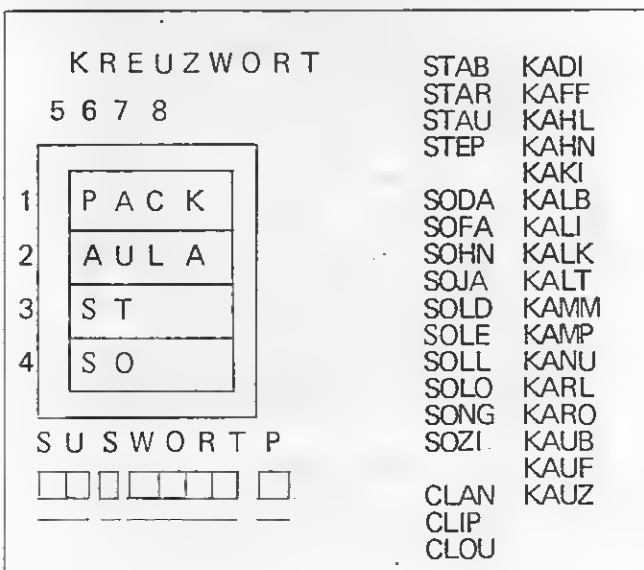 KREUZWORT
5 6 7 8
1 PACK
2 AULA
3 ST
4 SO
SUSWORTP
STAB KADI
STAR KAFF
STAU KAHL
STEP KAHN
KAKI
SODA KALB
SOFA KALI
SOHN KALK
SOJA KALT
SOLD KAMM
SOLE KAMP
SOLL KANU
SOLO KARL
SONG KARO
SOZI KAUB
KAUF
CLAN KAUZ
CLIP
CLOU